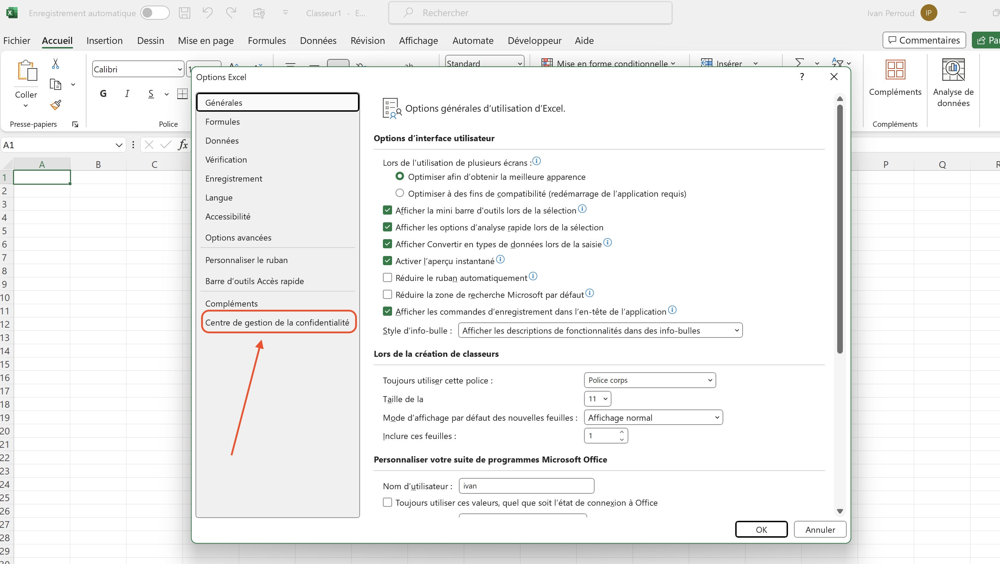 Enregistrement automatique
Classeur1 - E...
Rechercher
Ivan Perroud IP
Fichier Accueil Insertion Dessin Mise en page Formules Données Révision Affichage Automate Développeur Aide
Commentaires
Calibri
Standard
Mise en forme conditionnelle
Insérer
Coller
G I S
Compléments
Analyse de
données
Presse-papiers
Police
Compléments
A1
fx
A B C P Q
1
2
3
4
5
6
7
8
9
10
11
12
13
14
15
16
17
18
19
20
21
22
23
24
25
26
27
28
29
Options Excel
?
Générales
Formules
Données
Vérification
Enregistrement
Langue
Accessibilité
Options avancées
Personnaliser le ruban
Barre d’outils Accès rapide
Compléments
Centre de gestion de la confidentialité
Options générales d’utilisation d’Excel.
Options d’interface utilisateur
Lors de l’utilisation de plusieurs écrans :
Optimiser afin d’obtenir la meilleure apparence
Optimiser à des fins de compatibilité (redémarrage de l’application requis)
Afficher la mini barre d'outils lors de la sélection
Afficher les options d’analyse rapide lors de la sélection
Afficher Convertir en types de données lors de la saisie
Activer l’aperçu instantané
Réduire le ruban automatiquement
Réduire la zone de recherche Microsoft par défaut
Afficher les commandes d’enregistrement dans l’en-tête de l’application
Style d’info-bulle : Afficher les descriptions de fonctionnalités dans des info-bulles
Lors de la création de classeurs
Toujours utiliser cette police : Police corps
Taille de la 11
Mode d’affichage par défaut des nouvelles feuilles : Affichage normal
Inclure ces feuilles : 1
Personnaliser votre suite de programmes Microsoft Office
Nom d’utilisateur : ivan
Toujours utiliser ces valeurs, quel que soit l’état de connexion à Office
OK Annuler